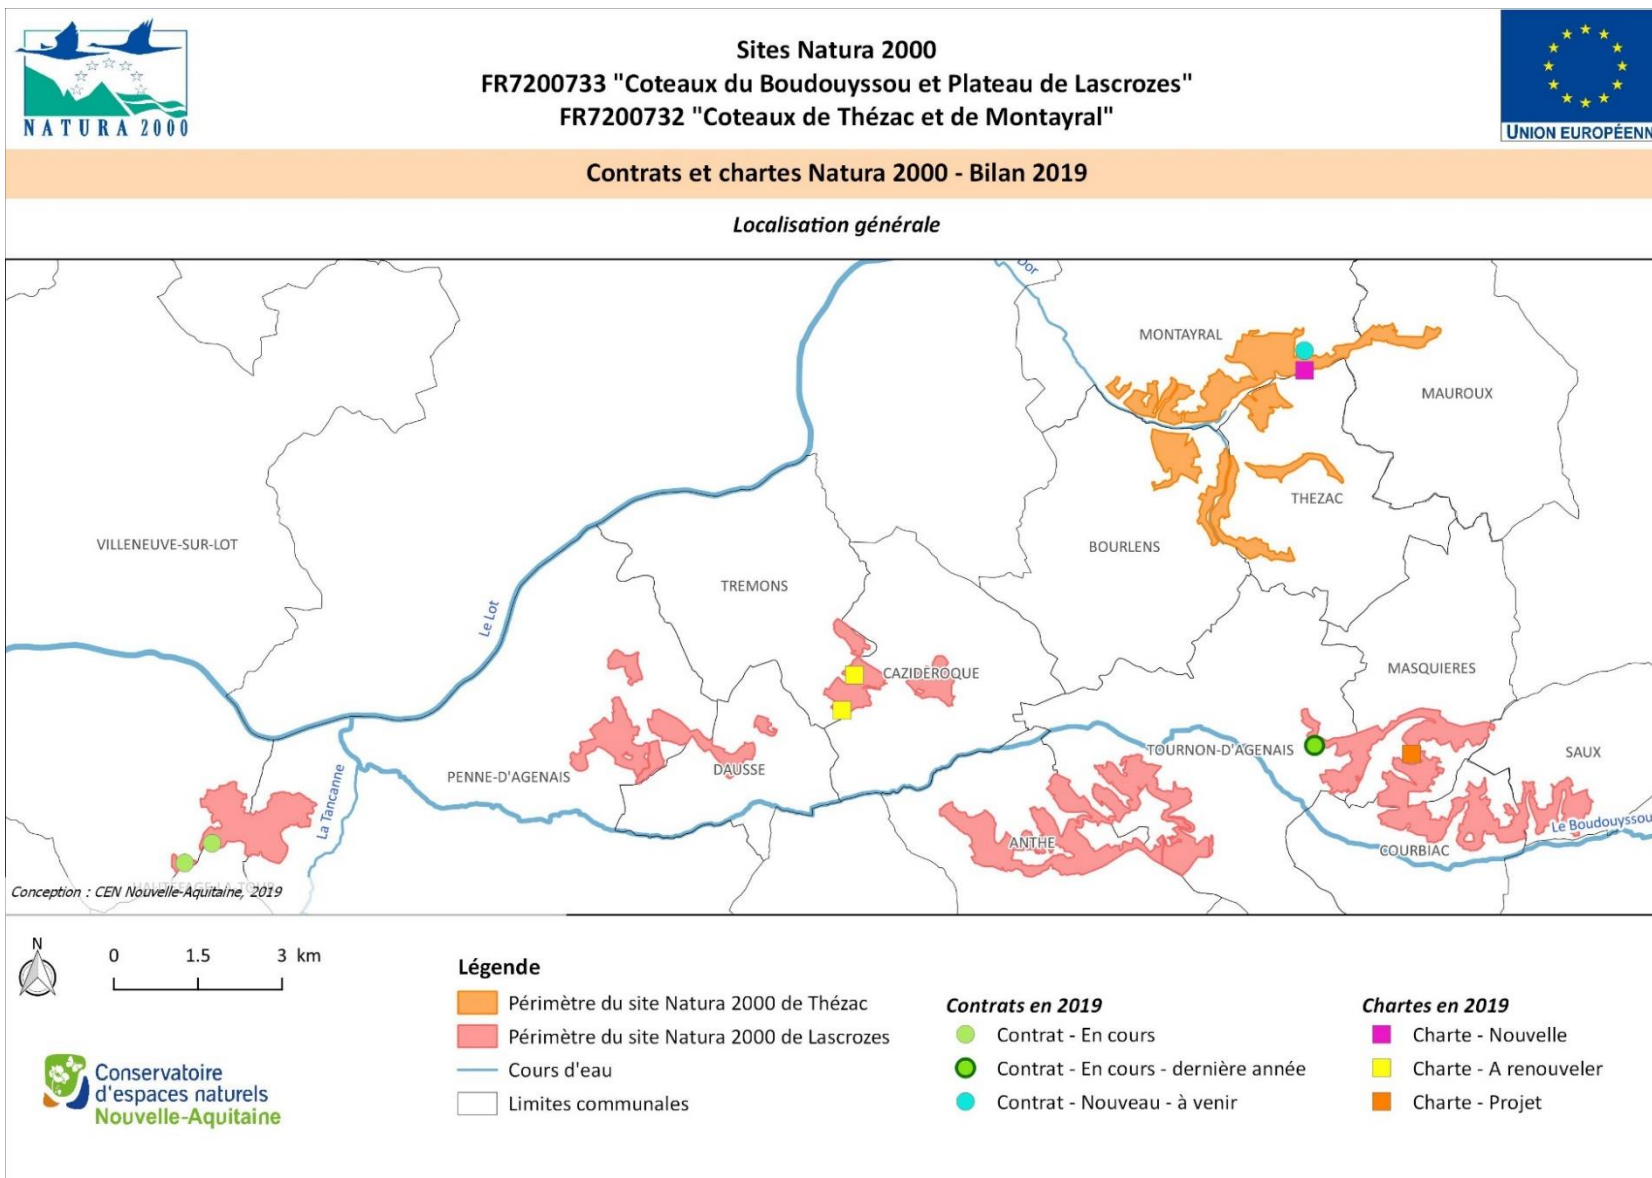 NATURA 2000
Sites Natura 2000
FR7200733 "Coteaux du Boudouyssou et Plateau de Lascrozes"
FR7200732 "Coteaux de Thézac et de Montayral"
UNION EUROPÉENN
Contrats et chartes Natura 2000 - Bilan 2019
Localisation générale
Dor
MONTAYRAL
MAUROUX
THEZAC
VILLENEUVE-SUR-LOT
BOURLENS
TREMONS
Le Lot
CAZIDEROQUE
MASQUIERES
TOURNON-D'AGENAIS
SAUX
DAUSSE
PENNE-D'AGENAIS
La Tancanne
Le Boudouyssou
ANTHE
COURBIAC
HAUTEFAGE-LA-TOUR
Conception : CEN Nouvelle-Aquitaine, 2019
N
0 1.5 3 km
Légende
Périmètre du site Natura 2000 de Thézac
Périmètre du site Natura 2000 de Lascrozes
Cours d'eau
Limites communales
Contrats en 2019
Contrat - En cours
Contrat - En cours - dernière année
Contrat - Nouveau - à venir
Chartes en 2019
Charte - Nouvelle
Charte - A renouveler
Charte - Projet
Conservatoire
d'espaces naturels
Nouvelle-Aquitaine